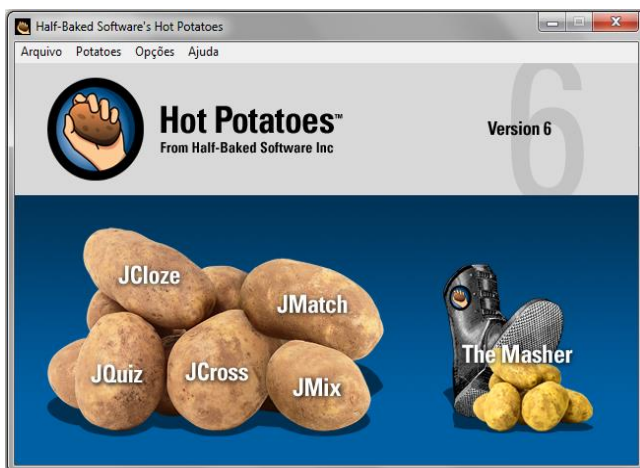 Half-Baked Software's Hot Potatoes
Arquivo Potatoes Opções Ajuda
Hot Potatoes™
From Half-Baked Software Inc
6
Version 6
JCloze
JMatch
JQuiz
JCross
JMix
The Masher